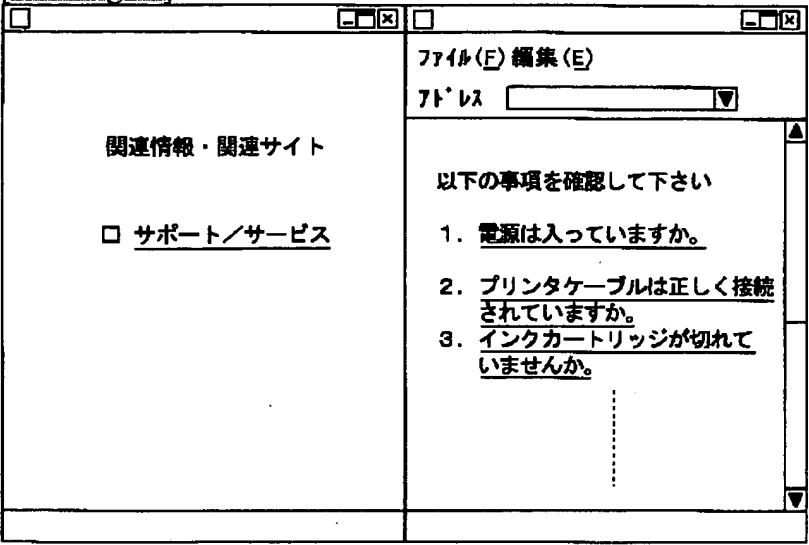 関連情報・関連サイト
サポート／サービス
ファイル(F) 編集(E)
アドレス
以下の事項を確認して下さい
1. 電源は入っていますか。
2. プリンタケーブルは正しく接続
されていますか。
3. インクカートリッジが切れて
いませんか。